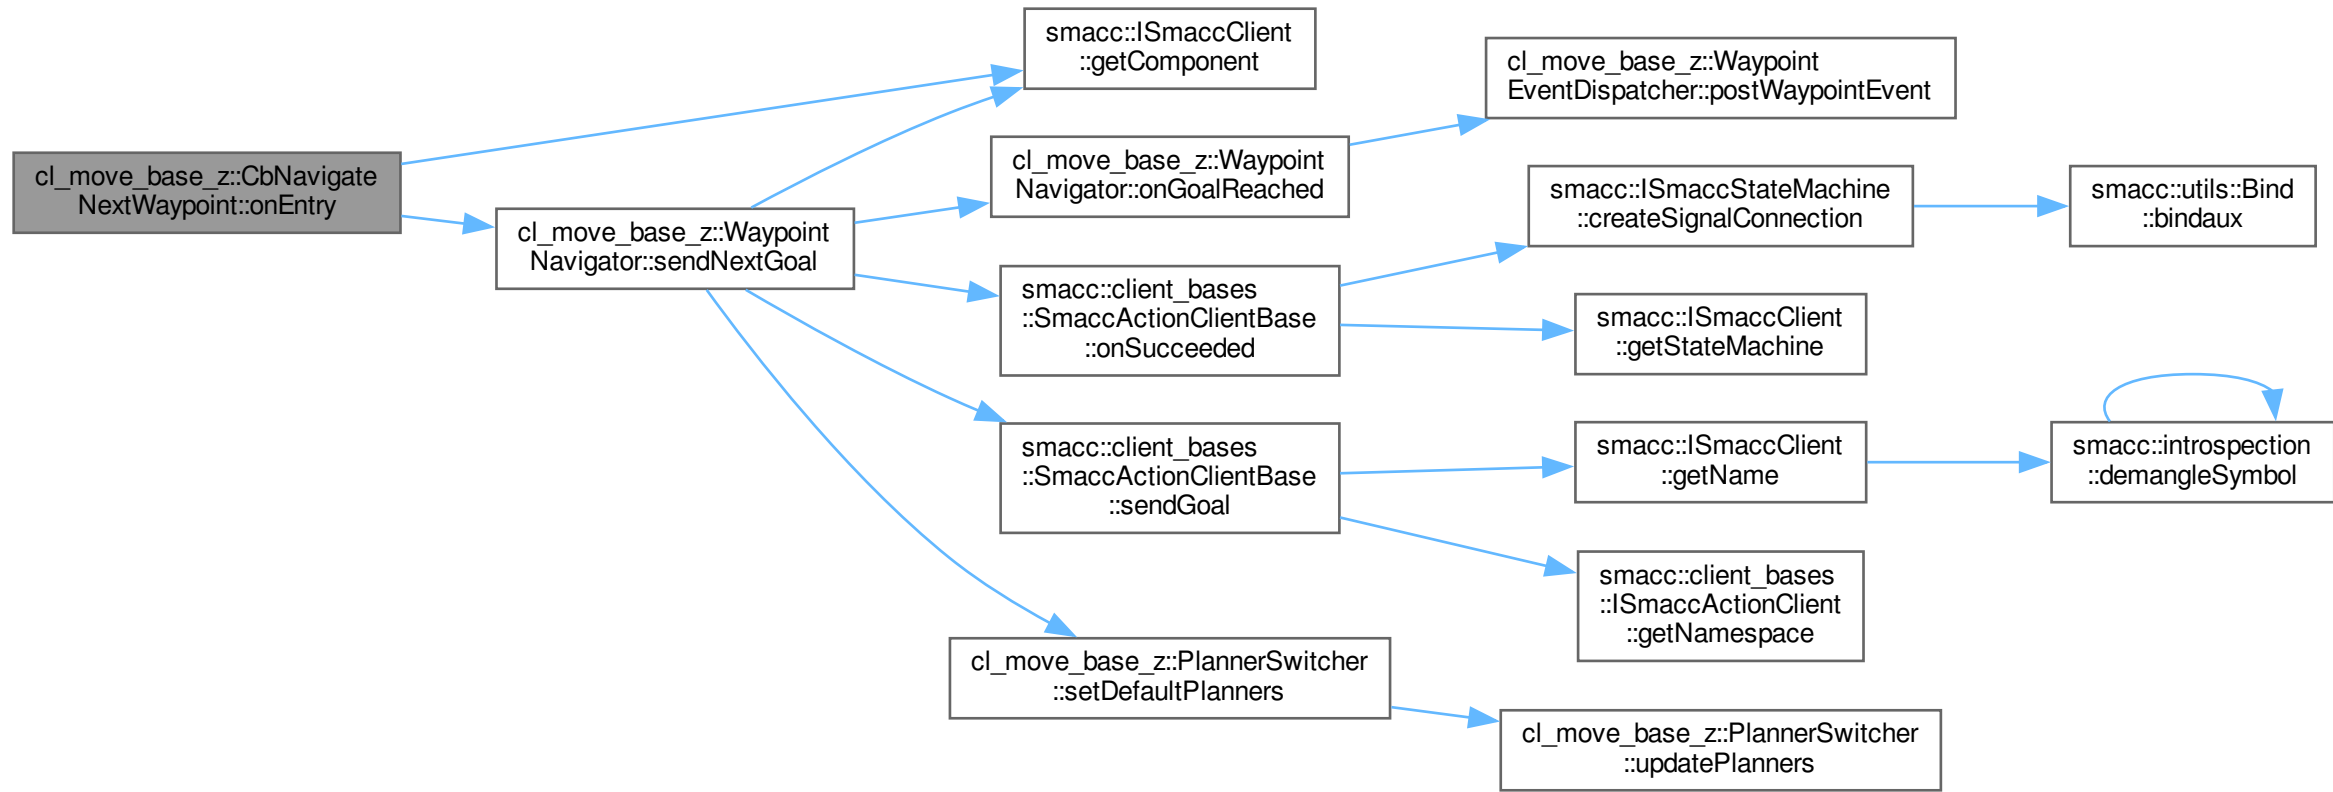 cl_move_base_z::CbNavigate
NextWaypoint::onEntry
smacc::ISmaccClient
::getComponent
cl_move_base_z::Waypoint
Navigator::sendNextGoal
cl_move_base_z::Waypoint
Navigator::onGoalReached
cl_move_base_z::Waypoint
EventDispatcher::postWaypointEvent
smacc::client_bases
::SmaccActionClientBase
::onSucceeded
smacc::ISmaccStateMachine
::createSignalConnection
smacc::utils::Bind
::bindaux
smacc::ISmaccClient
::getStateMachine
smacc::client_bases
::SmaccActionClientBase
::sendGoal
smacc::ISmaccClient
::getName
smacc::introspection
::demangleSymbol
smacc::client_bases
::ISmaccActionClient
::getNamespace
cl_move_base_z::PlannerSwitcher
::setDefaultPlanners
cl_move_base_z::PlannerSwitcher
::updatePlanners